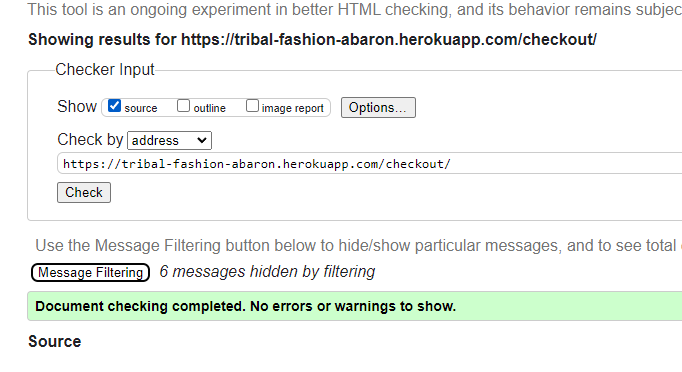 This tool is an ongoing experiment in better HTML checking, and its behavior remains subjec
Showing results for https://tribal-fashion-abaron.herokuapp.com/checkout/
Checker Input
Show source outline image report Options...
Check by address
https://tribal-fashion-abaron.herokuapp.com/checkout/
Check
Use the Message Filtering button below to hide/show particular messages, and to see total
Message Filtering 6 messages hidden by filtering
Document checking completed. No errors or warnings to show.
Source